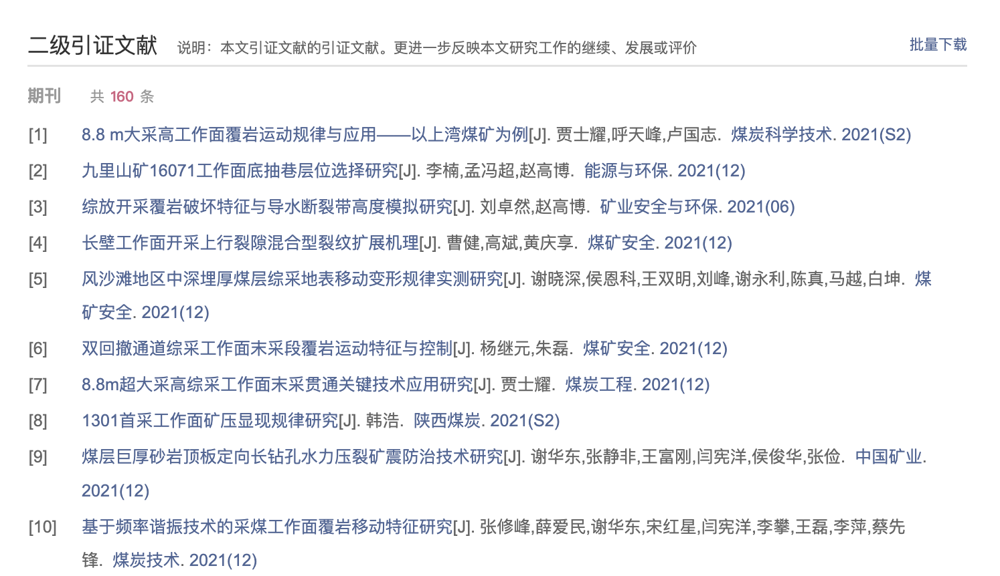 二级引证文献 说明：本文引证文献的引证文献。更进一步反映本文研究工作的继续、发展或评价 批量下载
期刊 共 160 条
[1] 8.8 m大采高工作面覆岩运动规律与应用——以上湾煤矿为例[J]. 贾士耀,呼天峰,卢国志. 煤炭科学技术. 2021(S2)
[2] 九里山矿16071工作面底抽巷层位选择研究[J]. 李楠,孟冯超,赵高博. 能源与环保. 2021(12)
[3] 综放开采覆岩破坏特征与导水断裂带高度模拟研究[J]. 刘卓然,赵高博. 矿业安全与环保. 2021(06)
[4] 长壁工作面开采上行裂隙混合型裂纹扩展机理[J]. 曹健,高斌,黄庆享. 煤矿安全. 2021(12)
[5] 风沙滩地区中深埋厚煤层综采地表移动变形规律实测研究[J]. 谢晓深,侯恩科,王双明,刘峰,谢永利,陈真,马越,白坤. 煤
矿安全. 2021(12)
[6] 双回撤通道综采工作面末采段覆岩运动特征与控制[J]. 杨继元,朱磊. 煤矿安全. 2021(12)
[7] 8.8m超大采高综采工作面末采贯通关键技术应用研究[J]. 贾士耀. 煤炭工程. 2021(12)
[8] 1301首采工作面矿压显现规律研究[J]. 韩浩. 陕西煤炭. 2021(S2)
[9] 煤层巨厚砂岩顶板定向长钻孔水力压裂矿震防治技术研究[J]. 谢华东,张静非,王富刚,闫宪洋,侯俊华,张俭. 中国矿业.
2021(12)
[10] 基于频率谐振技术的采煤工作面覆岩移动特征研究[J]. 张修峰,薛爱民,谢华东,宋红星,闫宪洋,李攀,王磊,李萍,蔡先
锋. 煤炭技术. 2021(12)